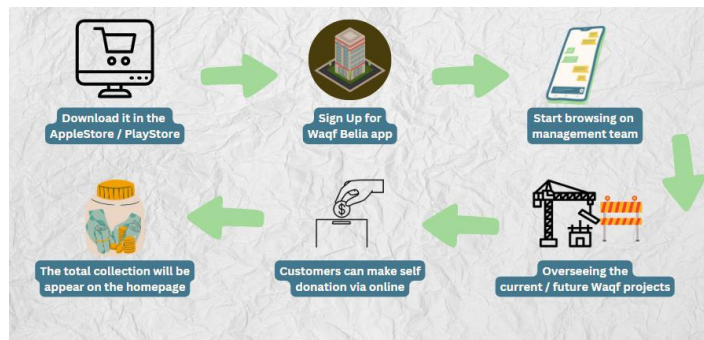 Download it in the
AppleStore / PlayStore
Sign Up for
Waqf Belia app
Start browsing on
management team
Overseeing the
current / future Waqf projects
Customers can make self
donation via online
The total collection will be
appear on the homepage